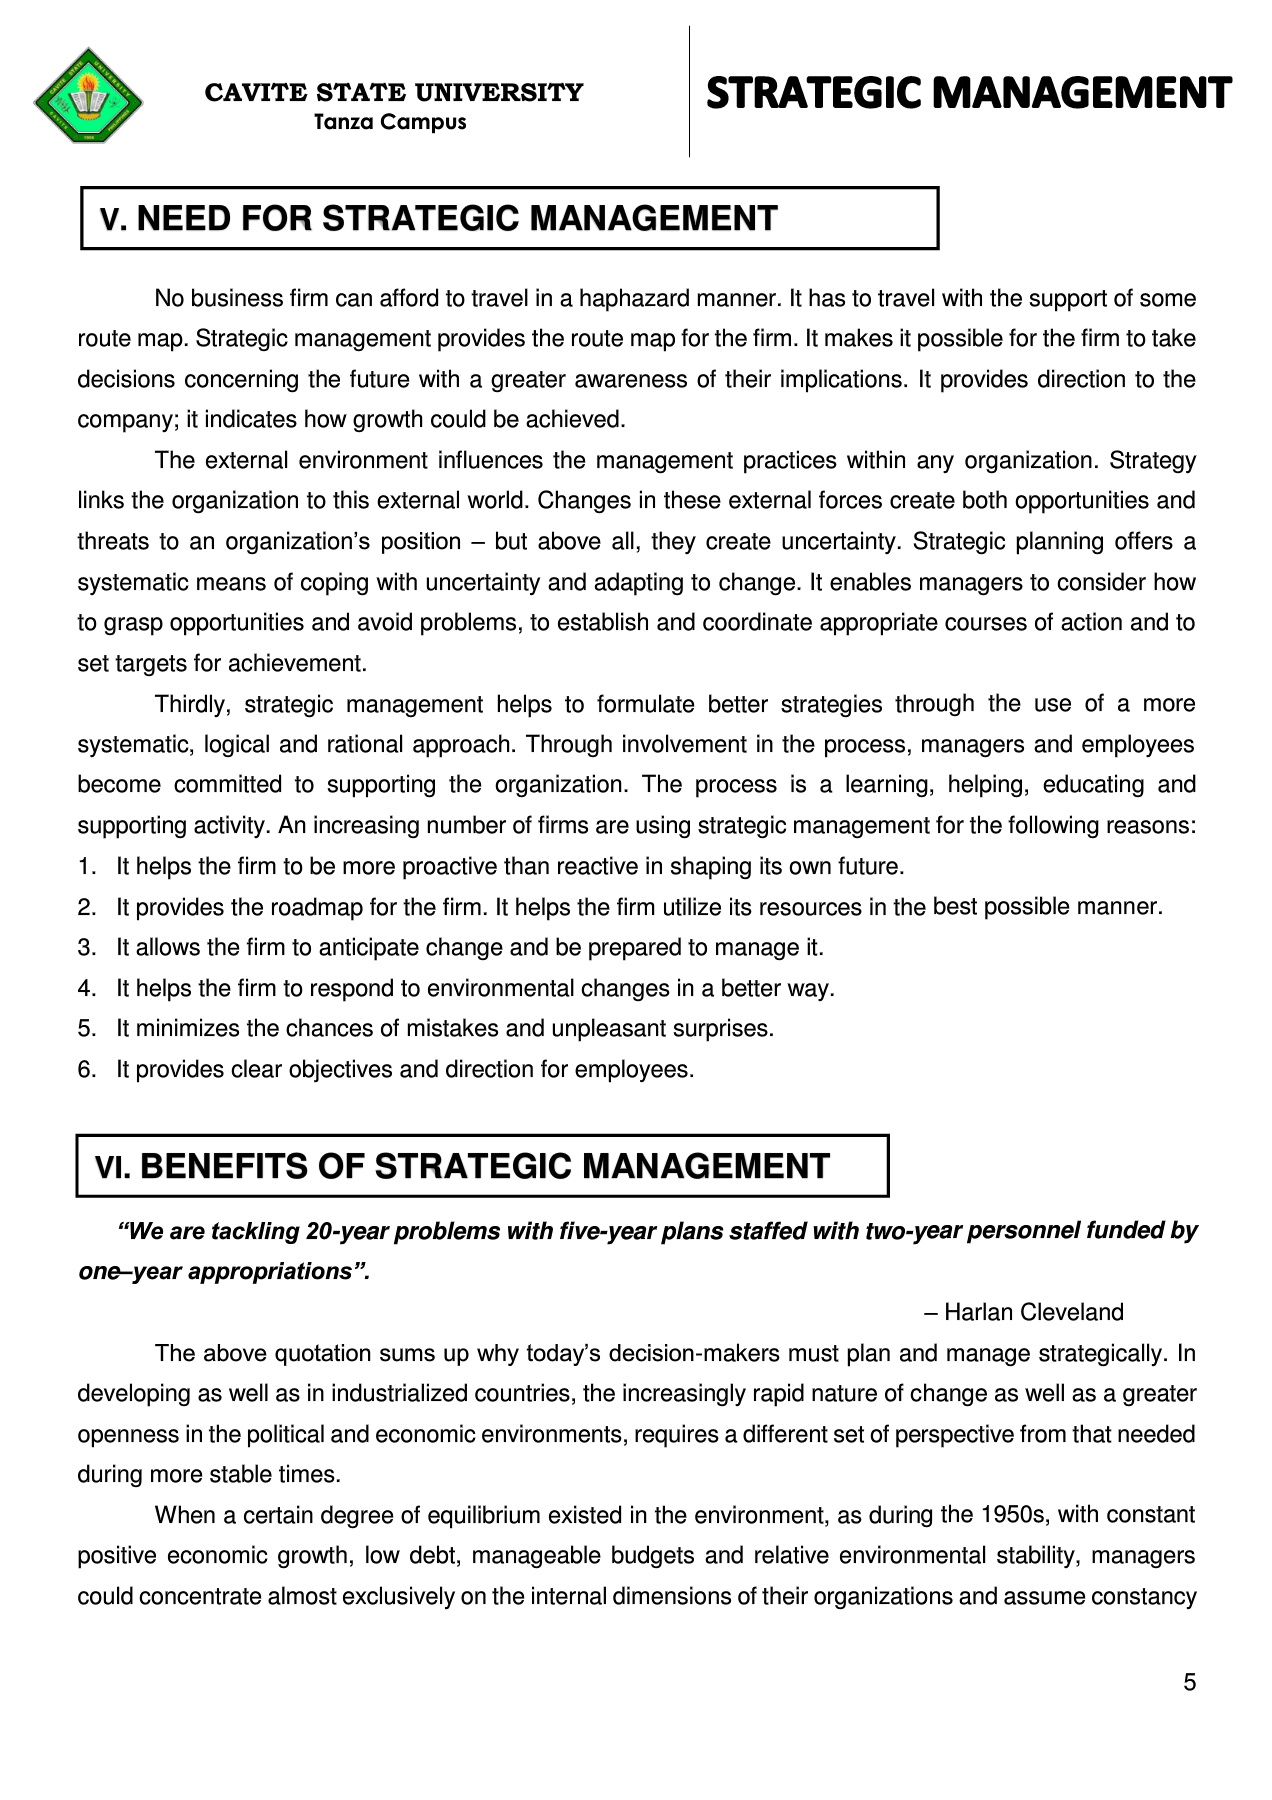 CAVITE STATE UNIVERSITY
Tanza Campus
STRATEGIC MANAGEMENT
CAVITE STATE UNIVERSITY
CAVITE
PHILIPPINES
1906
V. NEED FOR STRATEGIC MANAGEMENT
No business firm can afford to travel in a haphazard manner. It has to travel with the support of some
route map. Strategic management provides the route map for the firm. It makes it possible for the firm to take
decisions concerning the future with a greater awareness of their implications. It provides direction to the
company; it indicates how growth could be achieved.
The external environment influences the management practices within any organization. Strategy
links the organization to this external world. Changes in these external forces create both opportunities and
threats to an organization’s position – but above all, they create uncertainty. Strategic planning offers a
systematic means of coping with uncertainty and adapting to change. It enables managers to consider how
to grasp opportunities and avoid problems, to establish and coordinate appropriate courses of action and to
set targets for achievement.
Thirdly, strategic management helps to formulate better strategies through the use of a more
systematic, logical and rational approach. Through involvement in the process, managers and employees
become committed to supporting the organization. The process is a learning, helping, educating and
supporting activity. An increasing number of firms are using strategic management for the following reasons:
1. It helps the firm to be more proactive than reactive in shaping its own future.
2. It provides the roadmap for the firm. It helps the firm utilize its resources in the best possible manner.
3. It allows the firm to anticipate change and be prepared to manage it.
4. It helps the firm to respond to environmental changes in a better way.
5. It minimizes the chances of mistakes and unpleasant surprises.
6. It provides clear objectives and direction for employees.
VI. BENEFITS OF STRATEGIC MANAGEMENT
“We are tackling 20-year problems with five-year plans staffed with two-year personnel funded by
one–year appropriations”.
– Harlan Cleveland
The above quotation sums up why today’s decision-makers must plan and manage strategically. In
developing as well as in industrialized countries, the increasingly rapid nature of change as well as a greater
openness in the political and economic environments, requires a different set of perspective from that needed
during more stable times.
When a certain degree of equilibrium existed in the environment, as during the 1950s, with constant
positive economic growth, low debt, manageable budgets and relative environmental stability, managers
could concentrate almost exclusively on the internal dimensions of their organizations and assume constancy
5